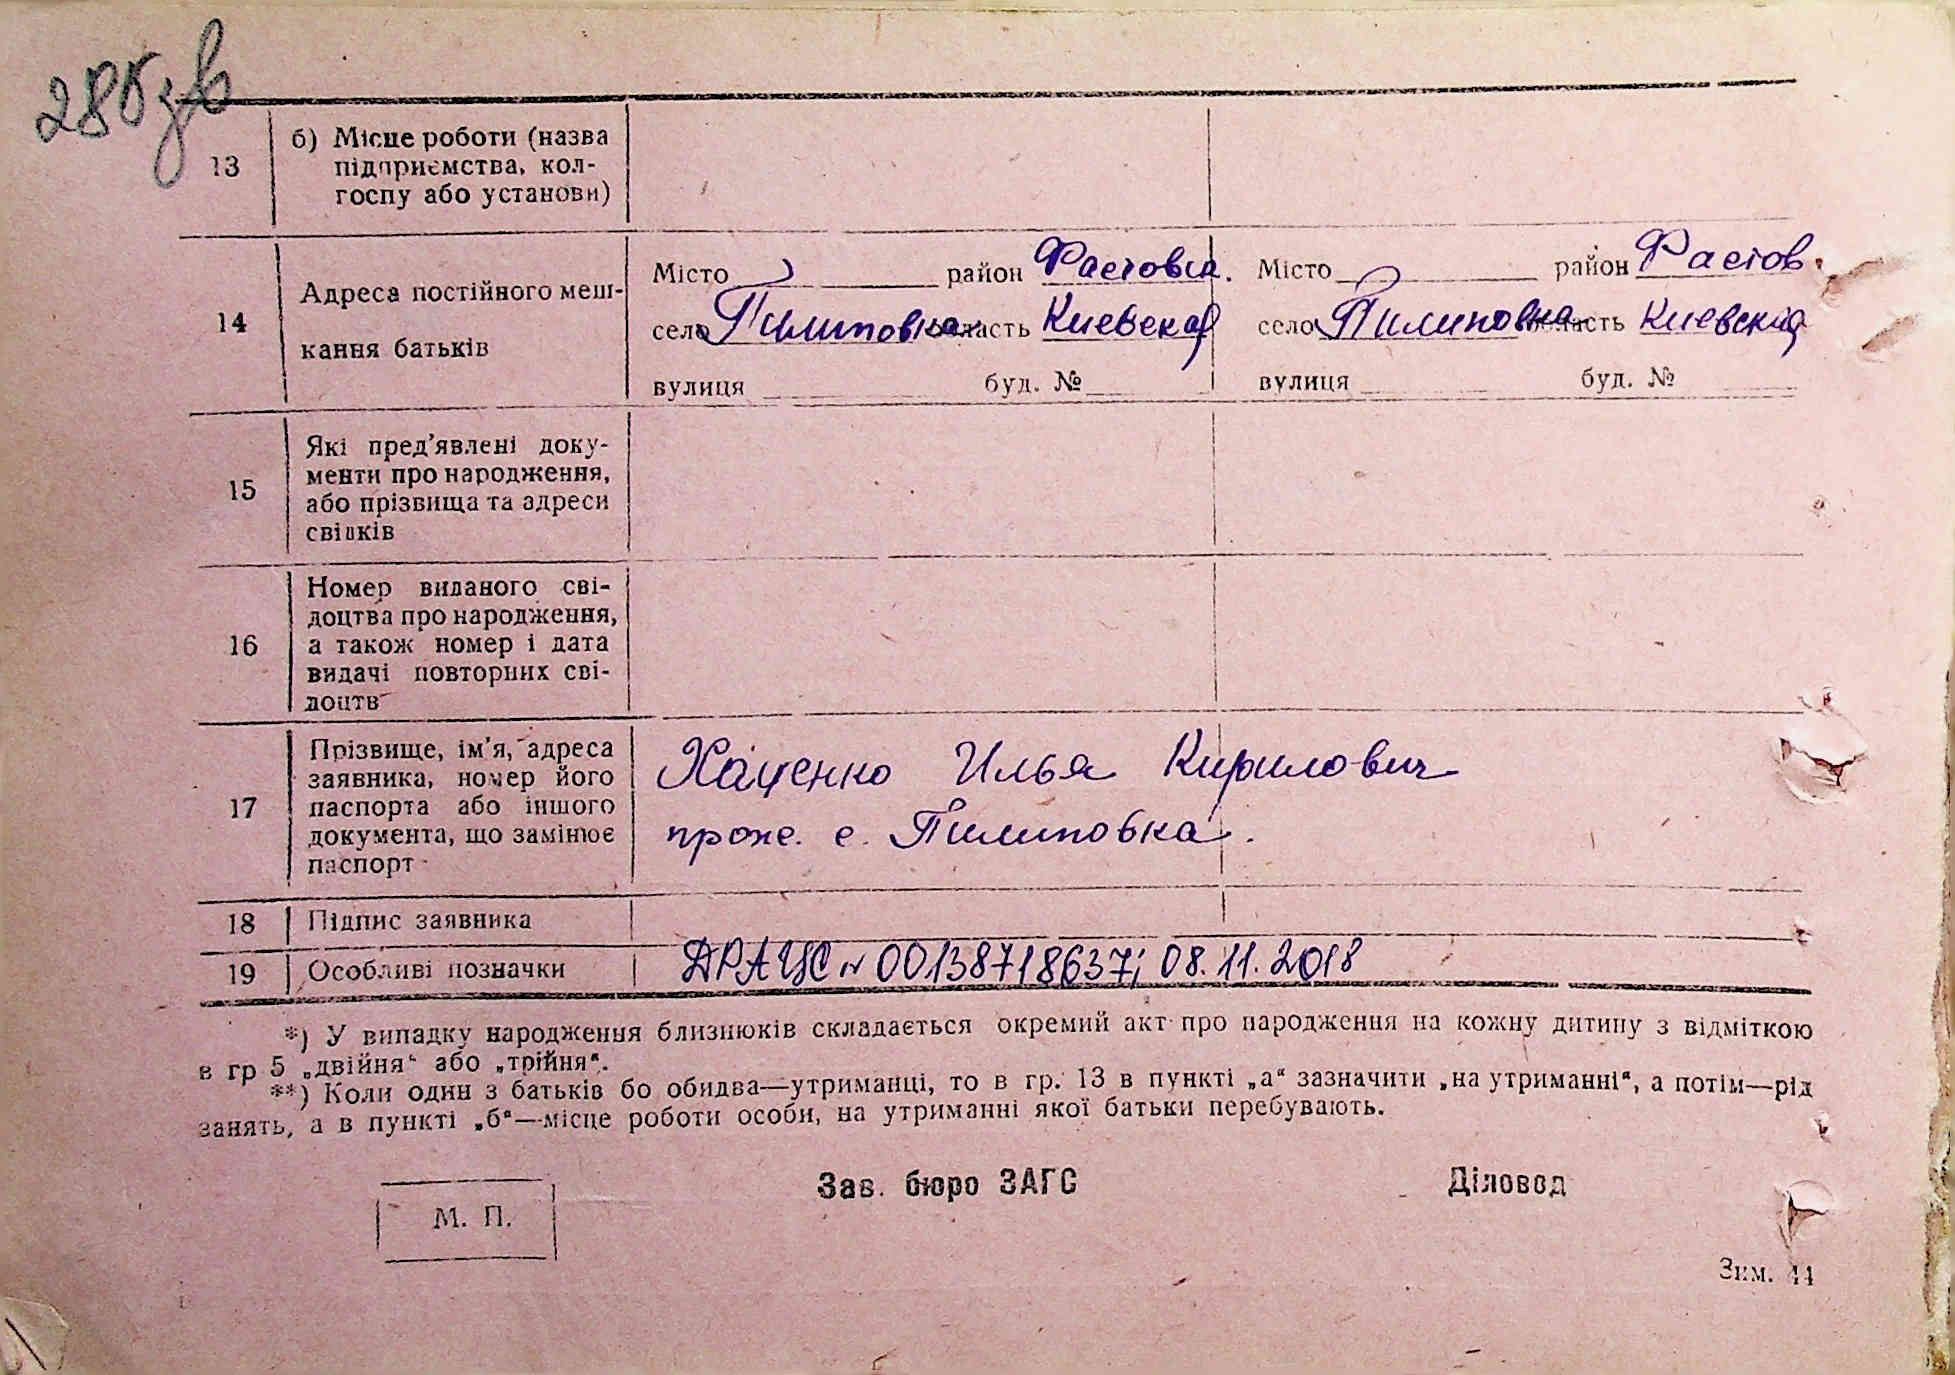 285 зв
13 б) Місце роботи (назва
підприємства, кол-
госпу або установи)
14 Адреса постійного меш-
кання батьків
Місто район Фастовск.
село Пилиповка область Киевская
вулиця буд. №
Місто район Фастов.
село Пилиповка область Киевская
вулиця буд. №
15 Які пред'явлені доку-
менти про народження,
або прізвища та адреси
свідків
16 Номер виданого сві-
доцтва про народження,
а також номер і дата
видачі повторних сві-
доцтв
17 Прізвище, ім'я, адреса
заявника, номер його
паспорта або іншого
документа, що замінює
паспорт
Хаценко Илья Кирилович
прож. с. Пилиповка.
18 Підпис заявника
19 Особливі позначки ДРАЦС N 00138718637; 08.11.2018
*) У випадку народження близнюків складається окремий акт про народження на кожну дитину з відміткою
в гр 5 „двійня“ або „трійня“.
**) Коли один з батьків бо обидва—утриманці, то в гр. 13 в пункті „а“ зазначити „на утриманні“, а потім—рід
занять, а в пункті „б“—місце роботи особи, на утриманні якої батьки перебувають.
Зав. бюро ЗАГС Діловод
М. П.
Зим. 44